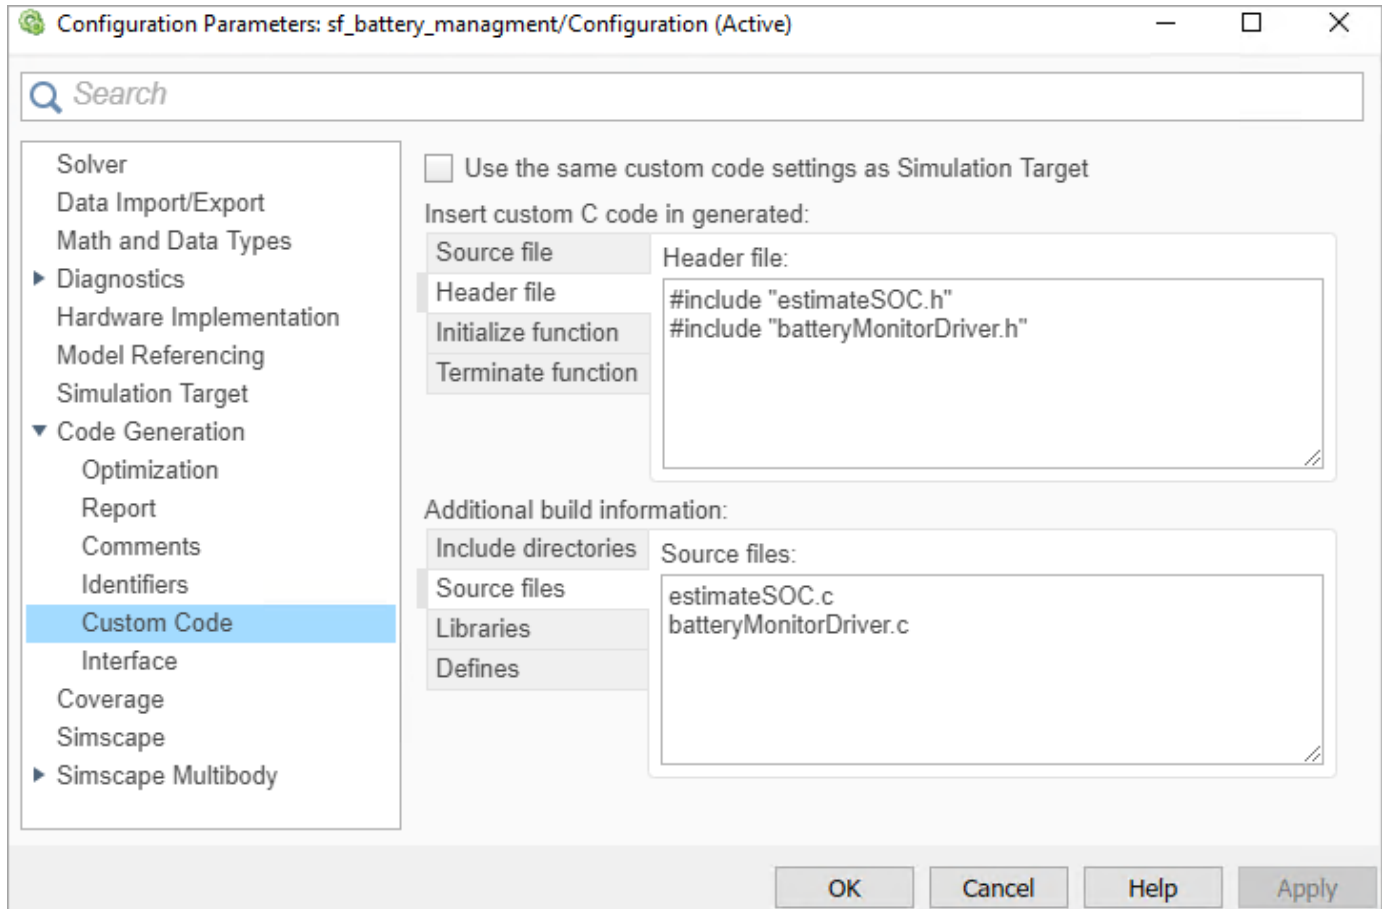 Configuration Parameters: sf_battery_managment/Configuration (Active)
Search
Solver
Data Import/Export
Math and Data Types
Diagnostics
Hardware Implementation
Model Referencing
Simulation Target
Code Generation
Optimization
Report
Comments
Identifiers
Custom Code
Interface
Coverage
Simscape
Simscape Multibody
Use the same custom code settings as Simulation Target
Insert custom C code in generated:
Source file
Header file
Initialize function
Terminate function
Header file:
#include "estimateSOC.h"
#include "batteryMonitorDriver.h"
Additional build information:
Include directories
Source files
Libraries
Defines
Source files:
estimateSOC.c
batteryMonitorDriver.c
OK
Cancel
Help
Apply